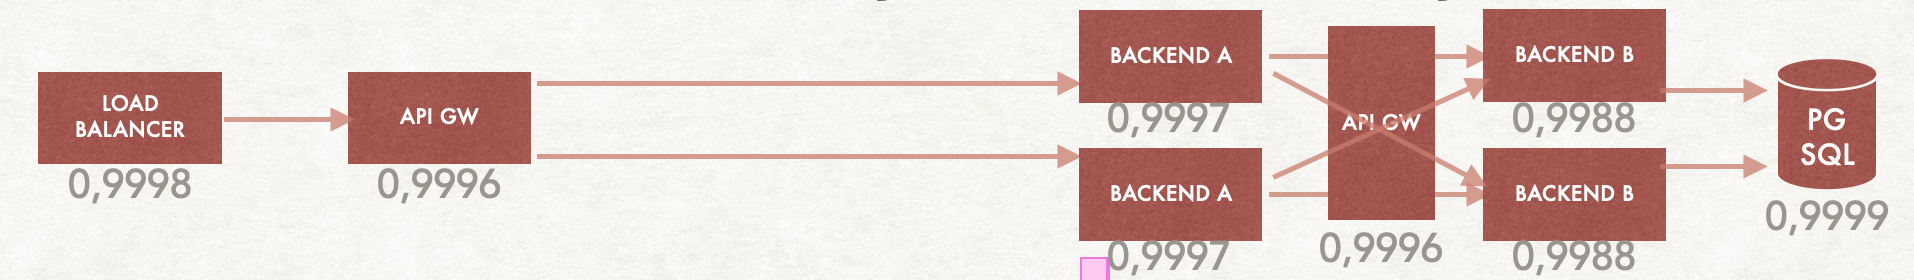 LOAD
BALANCER
0,9998
API GW
0,9996
BACKEND A
0,9997
BACKEND A
0,9997
API GW
0,9996
BACKEND B
0,9988
BACKEND B
0,9988
PG
SQL
0,9999